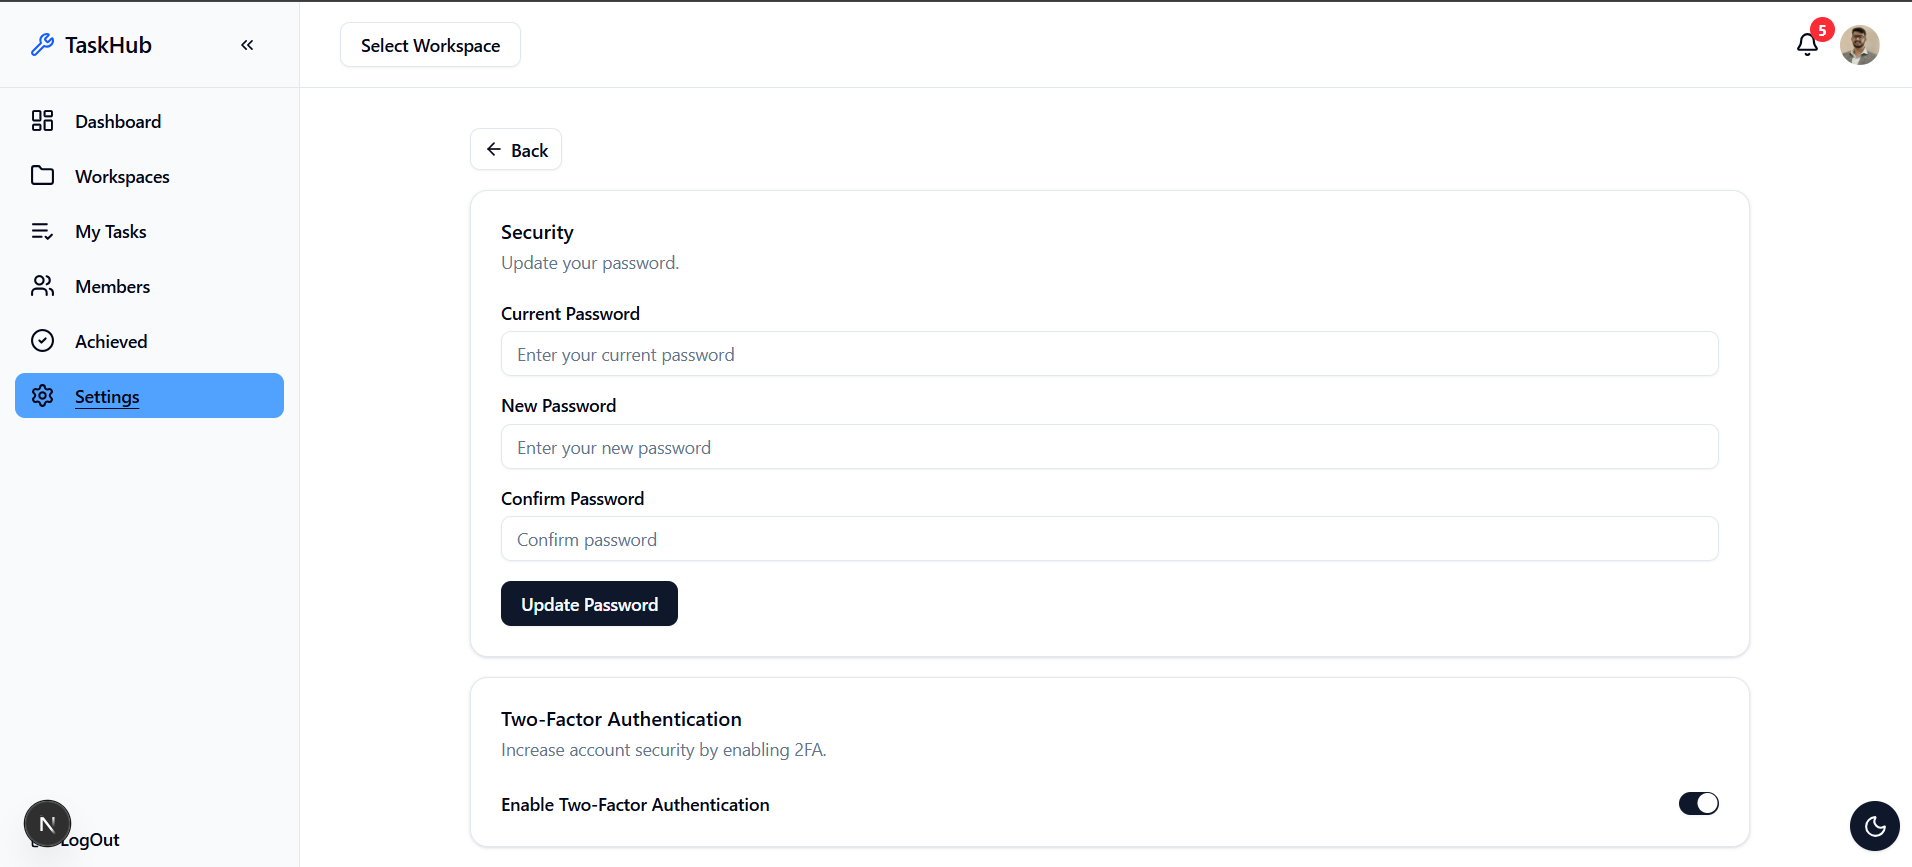 TaskHub
Select Workspace
5
Dashboard
Workspaces
My Tasks
Members
Achieved
Settings
N
LogOut
Back
Security
Update your password.
Current Password
Enter your current password
New Password
Enter your new password
Confirm Password
Confirm password
Update Password
Two-Factor Authentication
Increase account security by enabling 2FA.
Enable Two-Factor Authentication